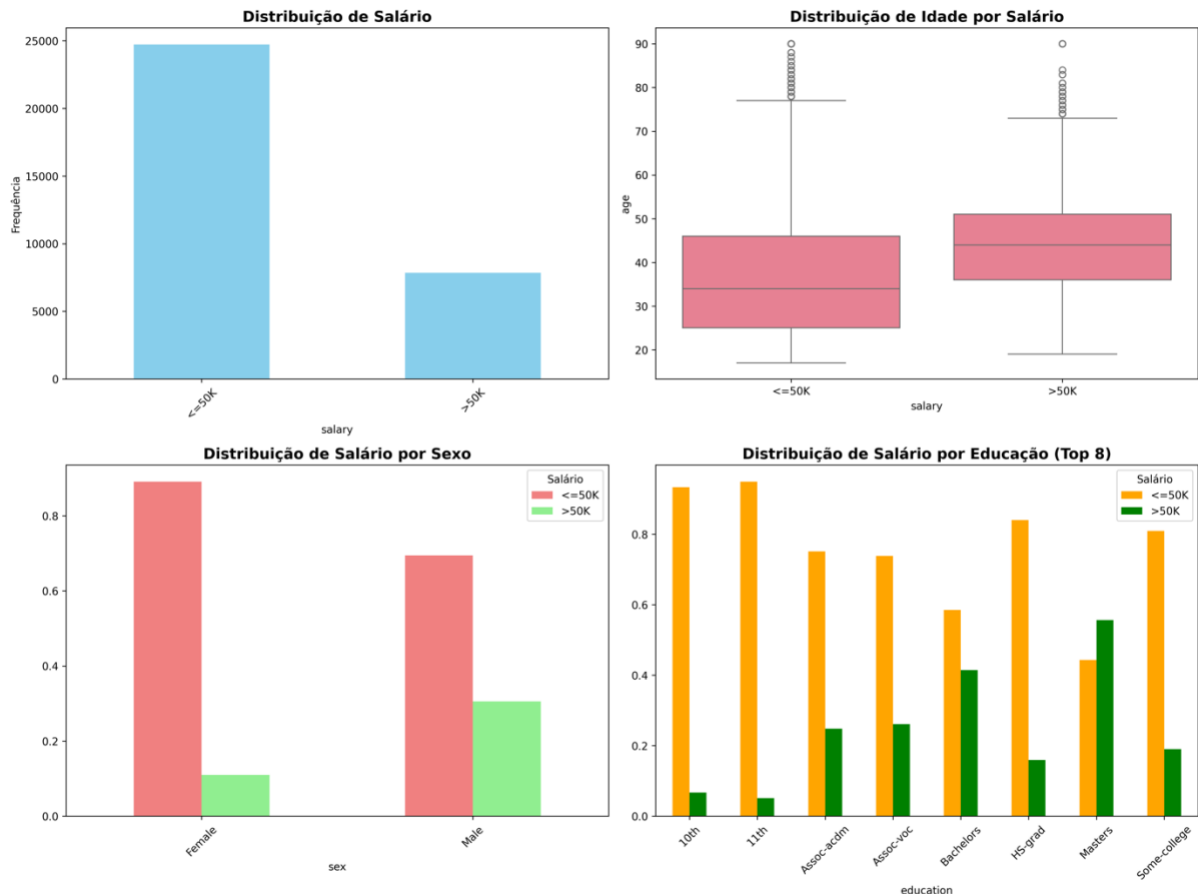 Distribuição de Salário
Frequência
25000
20000
15000
10000
5000
0
<=50K
>50K
salary
Distribuição de Idade por Salário
age
90
80
70
60
50
40
30
20
<=50K
>50K
salary
Distribuição de Salário por Sexo
Salário
<=50K
>50K
0.8
0.6
0.4
0.2
0.0
Female
Male
sex
Distribuição de Salário por Educação (Top 8)
Salário
<=50K
>50K
0.8
0.6
0.4
0.2
0.0
10th
11th
Assoc-acdm
Assoc-voc
Bachelors
HS-grad
Masters
Some-college
education